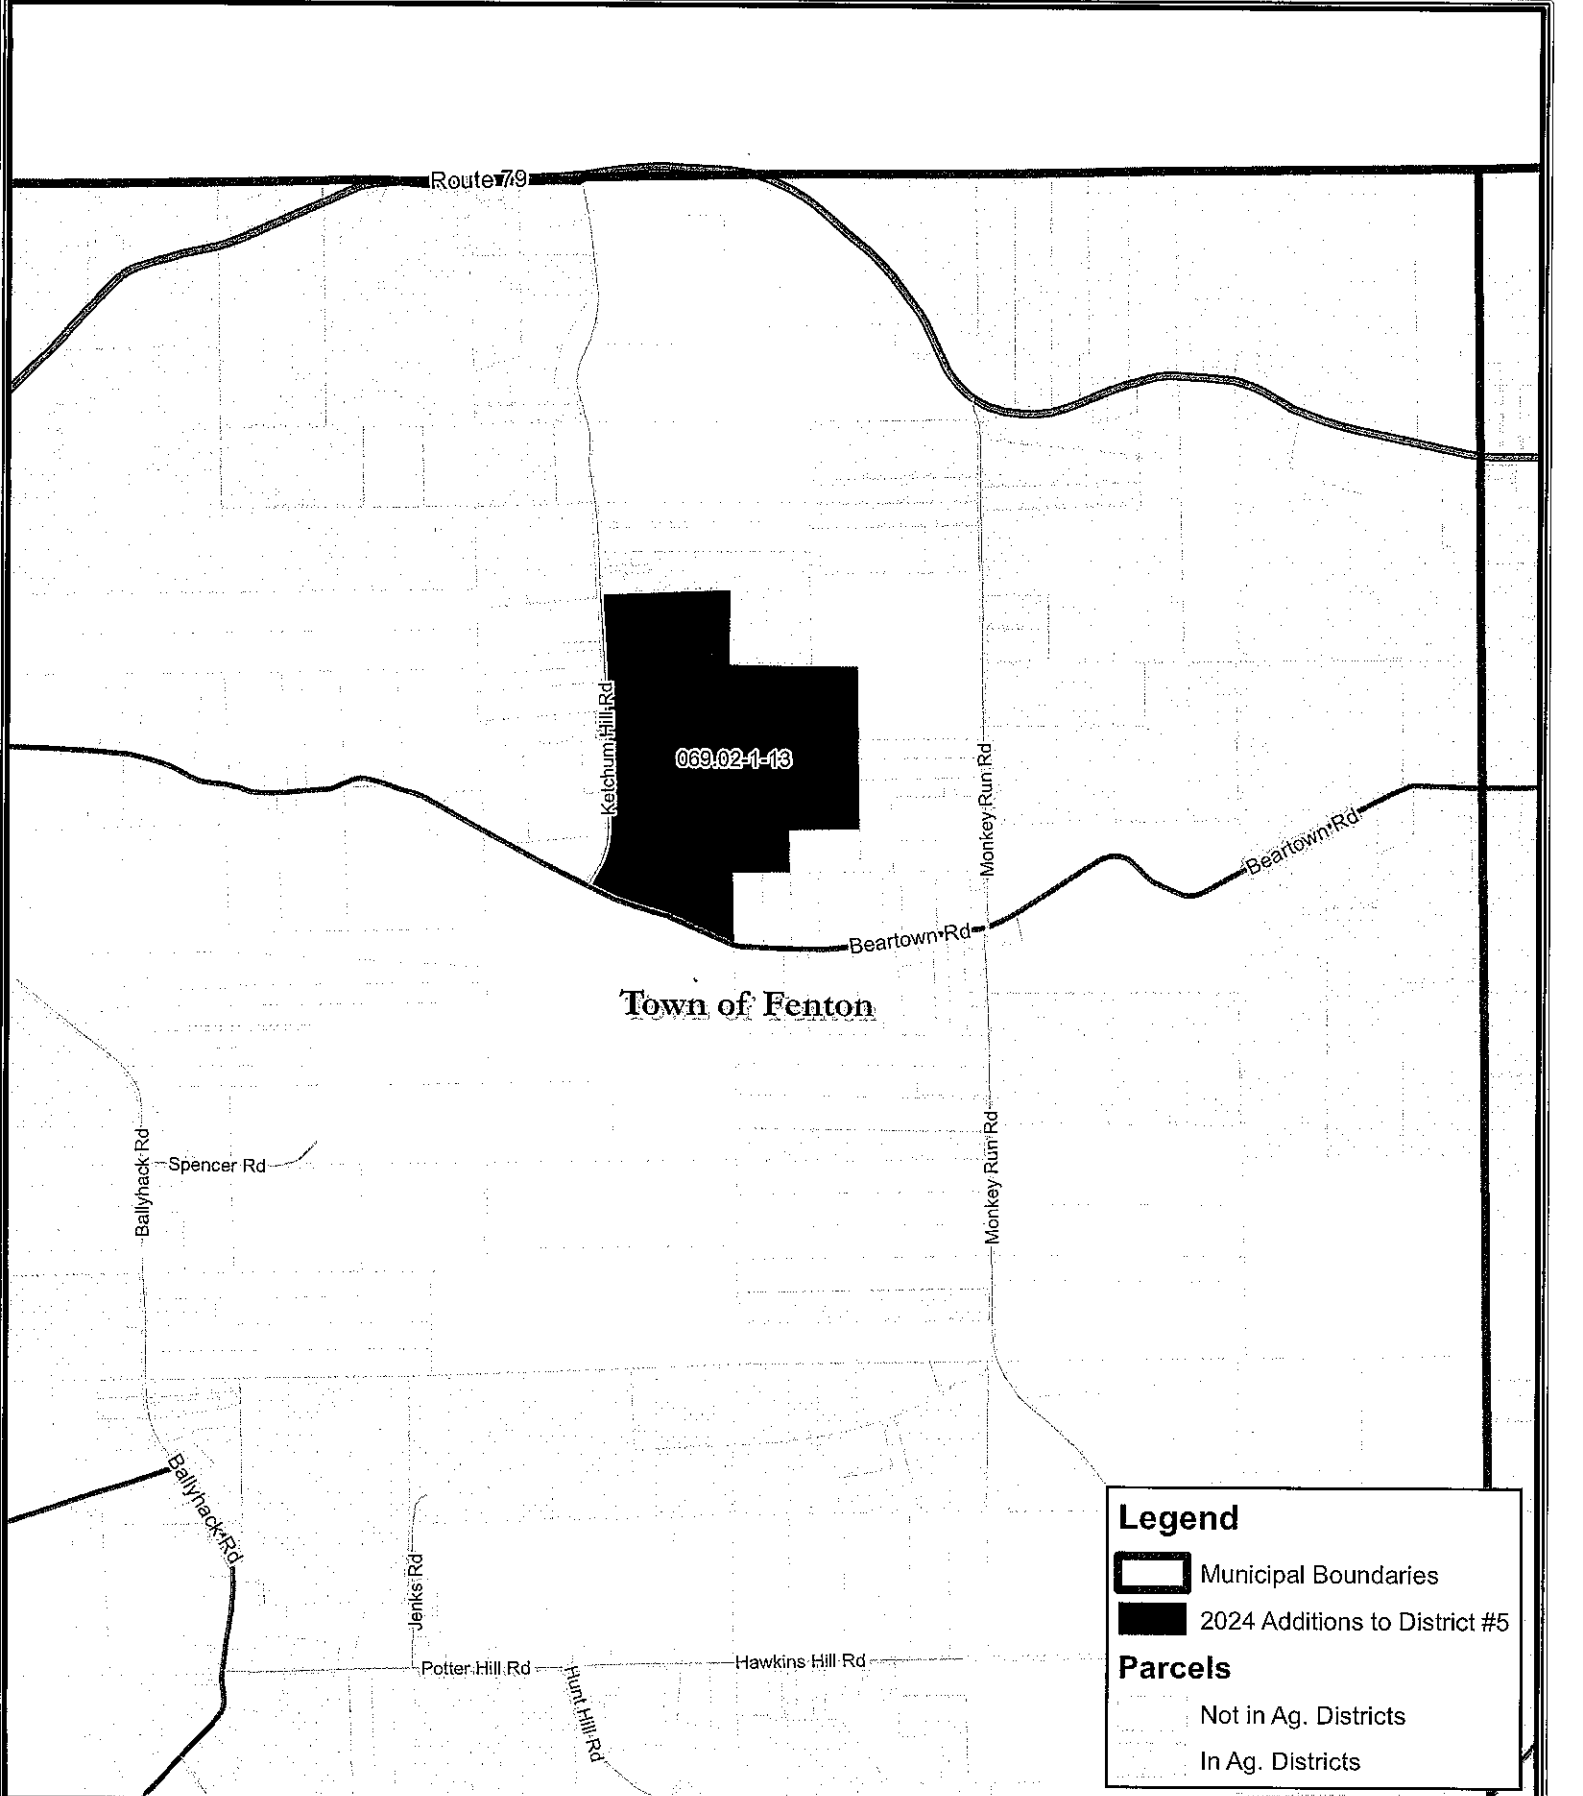 Route 79
Ketchum Hill Rd
069.02-1-13
Monkey Run Rd
Beartown Rd
Beartown Rd
Town of Fenton
Ballyhack Rd
Spencer Rd
Monkey Run Rd
Ballyhack Rd
Jenks Rd
Potter Hill Rd
Hawkins Hill Rd
Hunt Hill Rd
Legend
Municipal Boundaries
2024 Additions to District #5
Parcels
Not in Ag. Districts
In Ag. Districts